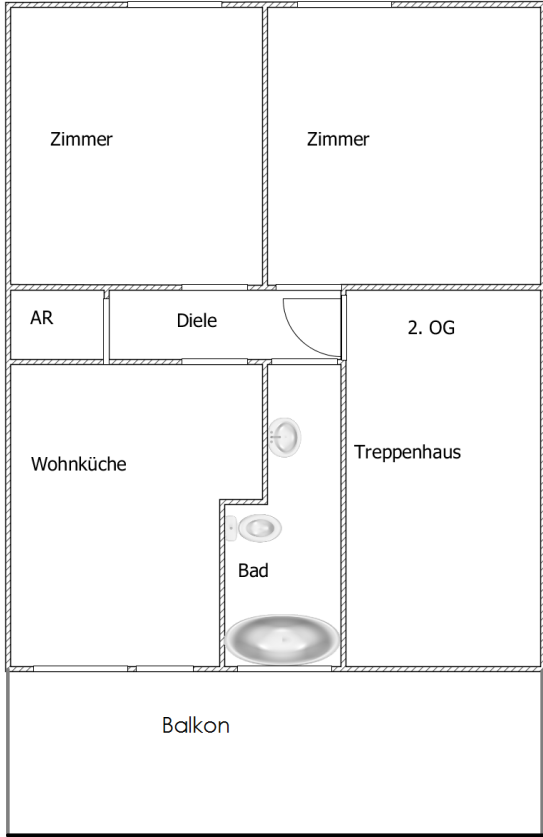 Zimmer
Zimmer
AR
Diele
2. OG
Wohnküche
Treppenhaus
Bad
Balkon